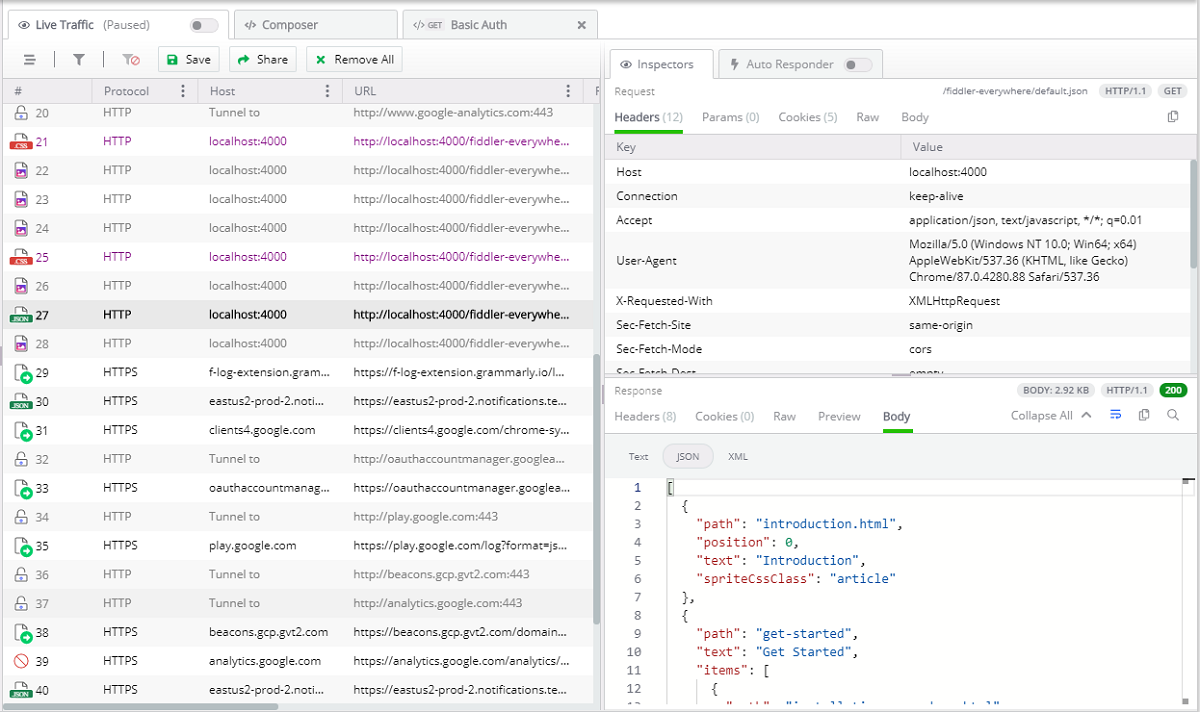 Live Traffic (Paused)
</> Composer
</> GET Basic Auth ×
Save Share Remove All
# Protocol Host URL
20 HTTP Tunnel to http://www.google-analytics.com:443
CSS 21 HTTP localhost:4000 http://localhost:4000/fiddler-everywhe...
22 HTTP localhost:4000 http://localhost:4000/fiddler-everywhe...
23 HTTP localhost:4000 http://localhost:4000/fiddler-everywhe...
24 HTTP localhost:4000 http://localhost:4000/fiddler-everywhe...
CSS 25 HTTP localhost:4000 http://localhost:4000/fiddler-everywhe...
26 HTTP localhost:4000 http://localhost:4000/fiddler-everywhe...
JSON 27 HTTP localhost:4000 http://localhost:4000/fiddler-everywhe...
28 HTTP localhost:4000 http://localhost:4000/fiddler-everywhe...
29 HTTPS f-log-extension.gram... https://f-log-extension.grammarly.io/l...
JSON 30 HTTPS eastus2-prod-2.noti... https://eastus2-prod-2.notifications.te...
31 HTTPS clients4.google.com https://clients4.google.com/chrome-sy...
32 HTTP Tunnel to http://oauthaccountmanager.googlea...
33 HTTPS oauthaccountmanag... https://oauthaccountmanager.googlea...
34 HTTP Tunnel to http://play.google.com:443
35 HTTPS play.google.com https://play.google.com/log?format=js...
36 HTTP Tunnel to http://beacons.gcp.gvt2.com:443
37 HTTP Tunnel to http://analytics.google.com:443
38 HTTPS beacons.gcp.gvt2.com https://beacons.gcp.gvt2.com/domain...
39 HTTPS analytics.google.com https://analytics.google.com/analytics/...
JSON 40 HTTPS eastus2-prod-2.noti... https://eastus2-prod-2.notifications.te...
Inspectors Auto Responder
Request /fiddler-everywhere/default.json HTTP/1.1 GET
Headers (12) Params (0) Cookies (5) Raw Body
Key Value
Host localhost:4000
Connection keep-alive
Accept application/json, text/javascript, */*; q=0.01
User-Agent Mozilla/5.0 (Windows NT 10.0; Win64; x64)
AppleWebKit/537.36 (KHTML, like Gecko)
Chrome/87.0.4280.88 Safari/537.36
X-Requested-With XMLHttpRequest
Sec-Fetch-Site same-origin
Sec-Fetch-Mode cors
Sec-Fetch-Dest empty
Response BODY: 2.92 KB HTTP/1.1 200
Headers (8) Cookies (0) Raw Preview Body Collapse All
Text JSON XML
1 [
2 {
3 "path": "introduction.html",
4 "position": 0,
5 "text": "Introduction",
6 "spriteCssClass": "article"
7 },
8 {
9 "path": "get-started",
10 "text": "Get Started",
11 "items": [
12 {